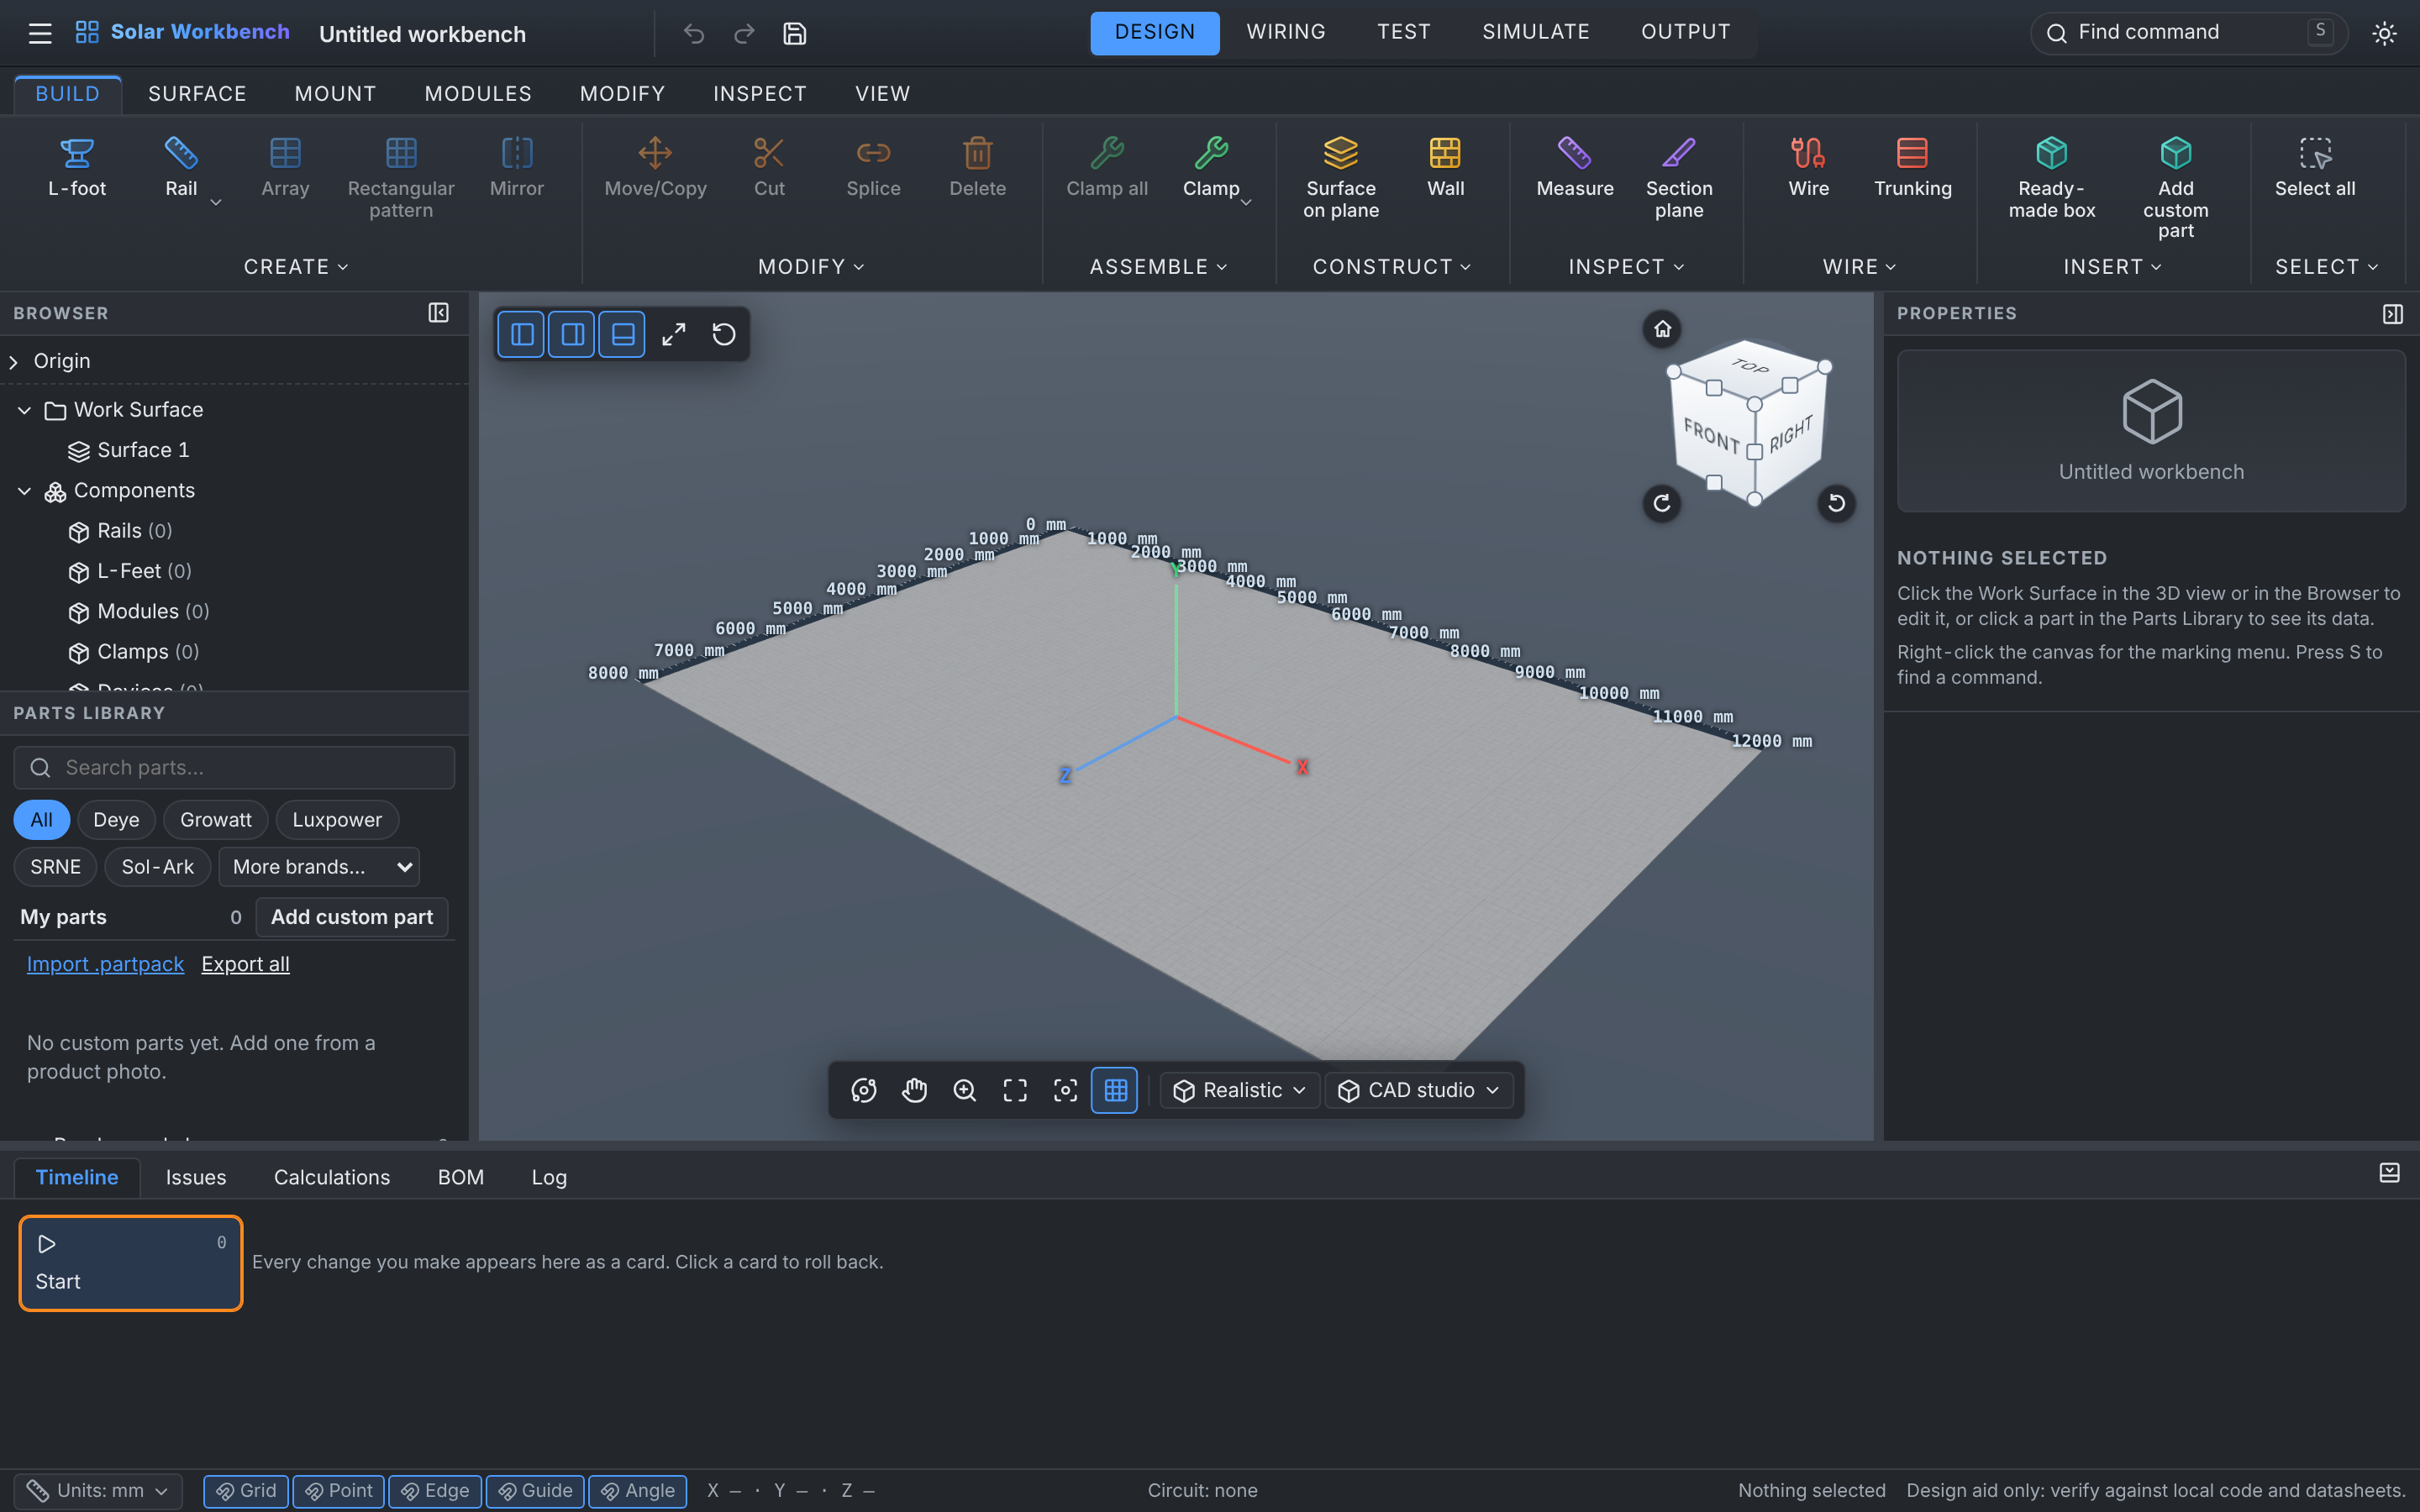 Solar Workbench
Untitled workbench
DESIGN
WIRING
TEST
SIMULATE
OUTPUT
Find command
S
BUILD
SURFACE
MOUNT
MODULES
MODIFY
INSPECT
VIEW
L-foot
Rail
Array
Rectangular
pattern
Mirror
CREATE
Move/Copy
Cut
Splice
Delete
MODIFY
Clamp all
Clamp
ASSEMBLE
Surface
on plane
Wall
CONSTRUCT
Measure
Section
plane
INSPECT
Wire
Trunking
WIRE
Ready-
made box
Add
custom
part
INSERT
Select all
SELECT
BROWSER
Origin
Work Surface
Surface 1
Components
Rails (0)
L-Feet (0)
Modules (0)
Clamps (0)
Devices (0)
PARTS LIBRARY
Search parts...
All
Deye
Growatt
Luxpower
SRNE
Sol-Ark
More brands...
My parts
0
Add custom part
Import .partpack
Export all
No custom parts yet. Add one from a
product photo.
TOP
FRONT
RIGHT
0 mm
1000 mm
2000 mm
3000 mm
4000 mm
5000 mm
6000 mm
7000 mm
8000 mm
1000 mm
2000 mm
3000 mm
4000 mm
5000 mm
6000 mm
7000 mm
8000 mm
9000 mm
10000 mm
11000 mm
12000 mm
Y
X
Z
Realistic
CAD studio
PROPERTIES
Untitled workbench
NOTHING SELECTED
Click the Work Surface in the 3D view or in the Browser to
edit it, or click a part in the Parts Library to see its data.
Right-click the canvas for the marking menu. Press S to
find a command.
Timeline
Issues
Calculations
BOM
Log
0
Start
Every change you make appears here as a card. Click a card to roll back.
Units: mm
Grid
Point
Edge
Guide
Angle
X — · Y — · Z —
Circuit: none
Nothing selected
Design aid only: verify against local code and datasheets.